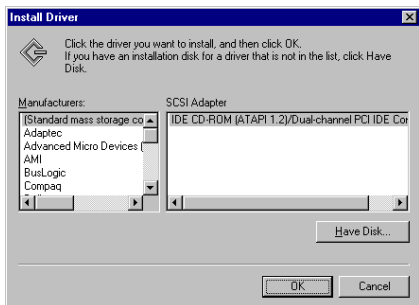 Install Driver
Click the driver you want to install, and then click OK.
If you have an installation disk for a driver that is not in the list, click Have
Disk.
Manufacturers:
SCSI Adapter
(Standard mass storage co
IDE CD-ROM (ATAPI 1.2)/Dual-channel PCI IDE Cor
Adaptec
Advanced Micro Devices (
AMI
BusLogic
Compaq
Have Disk...
OK
Cancel